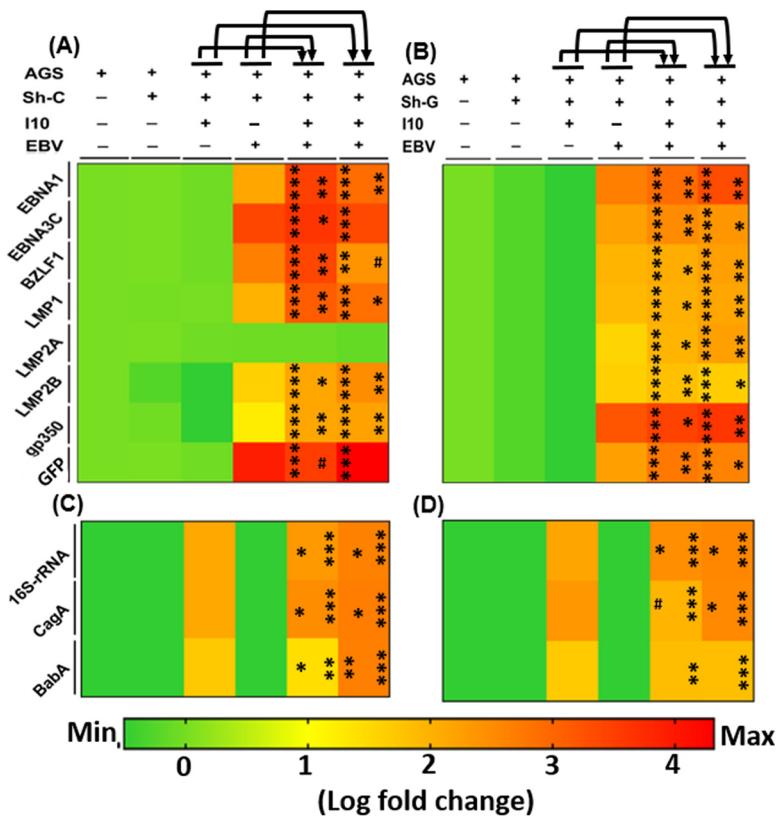 (A)
AGS + + + + + +
Sh-C – + + + + +
I10 – – + – + +
EBV – – – + + +
EBNA1 **** ** *** **
EBNA3C **** * ***
BZLF1 **** ** ** #
LMP1 **** ** *** *
LMP2A
LMP2B *** * *** **
gp350 *** ** *** **
GFP *** # ***
(B)
AGS + + + + + +
Sh-G – + + + + +
I10 – – + – + +
EBV – – – + + +
(C)
16S-rRNA * *** * ***
CagA * *** * ***
BabA * ** ** ***
(D)
* *** * ***
# *** * ***
** ***
Min
Max
0 1 2 3 4
(Log fold change)